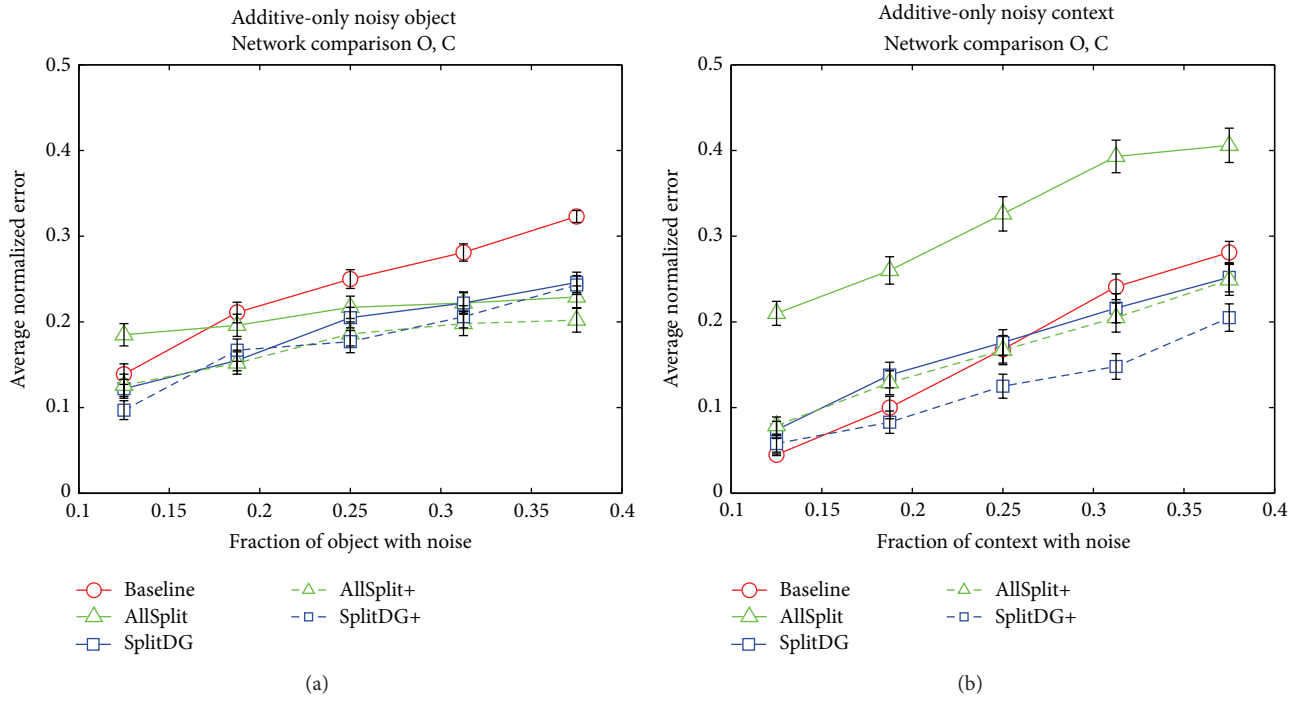 Additive-only noisy object
Network comparison O, C
0.5
0.4
0.3
0.2
0.1
0
Average normalized error
0.1
0.15
0.2
0.25
0.3
0.35
0.4
Fraction of object with noise
Baseline
AllSplit
SplitDG
AllSplit+
SplitDG+
(a)
Additive-only noisy context
Network comparison O, C
0.5
0.4
0.3
0.2
0.1
0
Average normalized error
0.1
0.15
0.2
0.25
0.3
0.35
0.4
Fraction of context with noise
Baseline
AllSplit
SplitDG
AllSplit+
SplitDG+
(b)